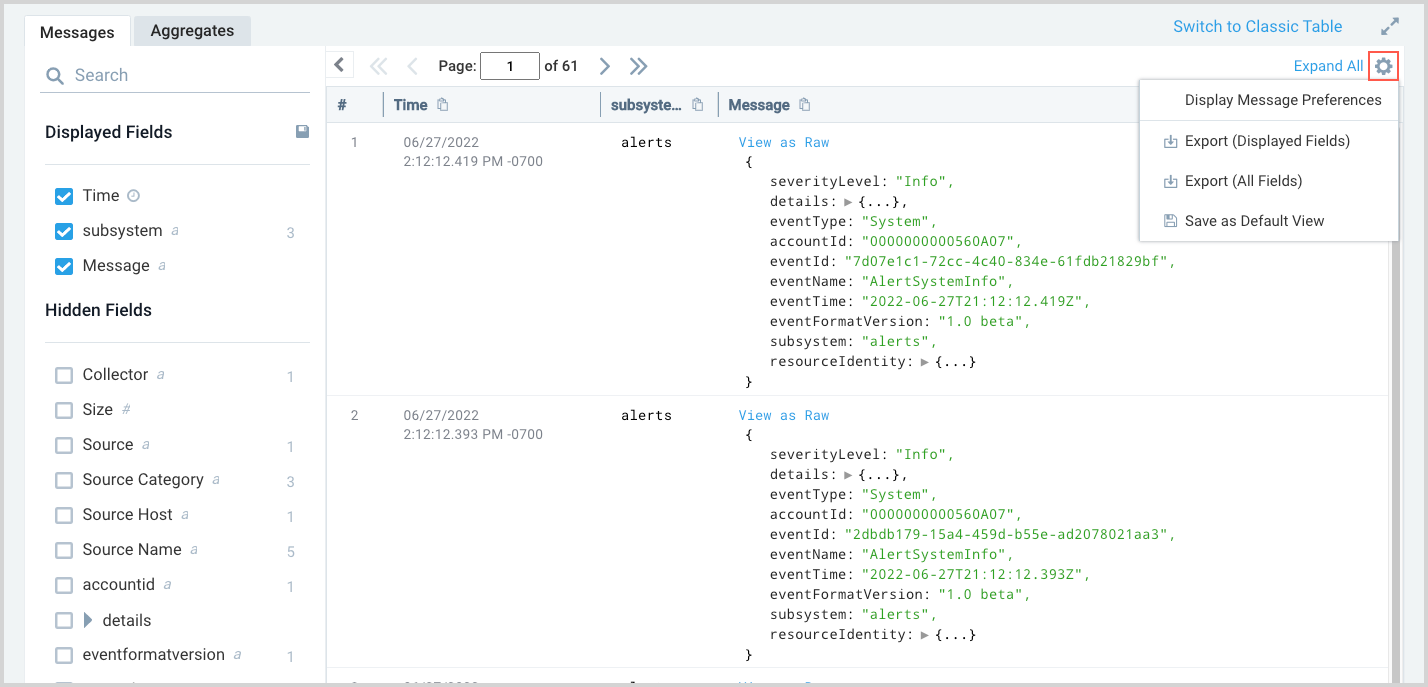 Messages
Aggregates
Switch to Classic Table
Search
Displayed Fields
Time
subsystem a 3
Message a
Hidden Fields
Collector a 1
Size #
Source a 1
Source Category a 3
Source Host a 1
Source Name a 5
accountid a 1
details
eventformatversion a 1
Page: 1 of 61
Expand All
Display Message Preferences
Export (Displayed Fields)
Export (All Fields)
Save as Default View
# Time subsyste... Message
1 06/27/2022 alerts View as Raw
2:12:12.419 PM -0700 {
severityLevel: "Info",
details: ▶ {...},
eventType: "System",
accountId: "0000000000560A07",
eventId: "7d07e1c1-72cc-4c40-834e-61fdb21829bf",
eventName: "AlertSystemInfo",
eventTime: "2022-06-27T21:12:12.419Z",
eventFormatVersion: "1.0 beta",
subsystem: "alerts",
resourceIdentity: ▶ {...}
}
2 06/27/2022 alerts View as Raw
2:12:12.393 PM -0700 {
severityLevel: "Info",
details: ▶ {...},
eventType: "System",
accountId: "0000000000560A07",
eventId: "2dbdb179-15a4-459d-b55e-ad2078021aa3",
eventName: "AlertSystemInfo",
eventTime: "2022-06-27T21:12:12.393Z",
eventFormatVersion: "1.0 beta",
subsystem: "alerts",
resourceIdentity: ▶ {...}
}